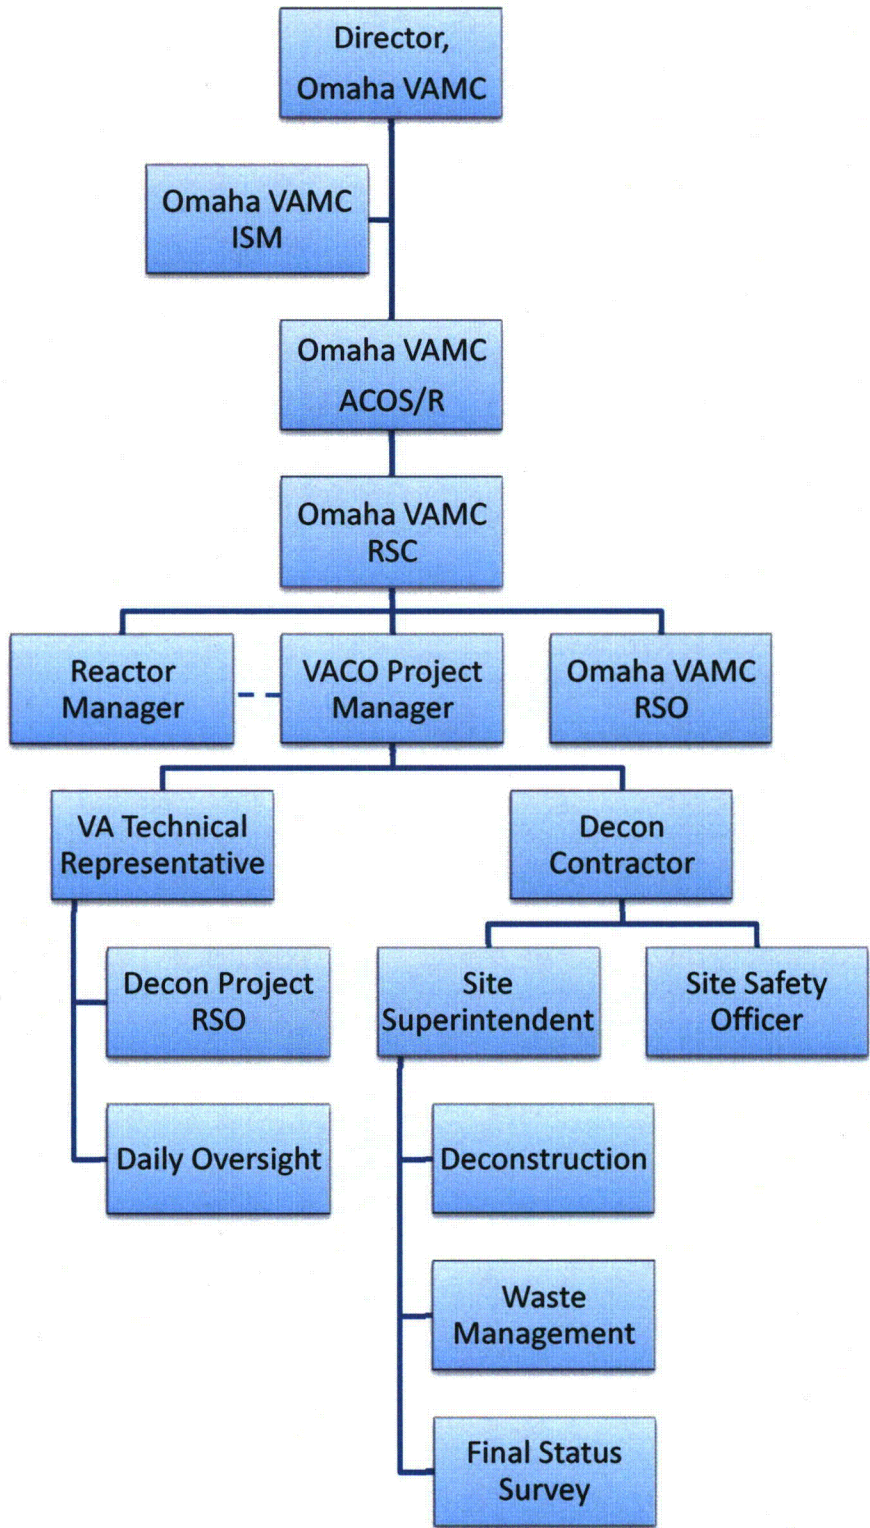 Director,
Omaha VAMC
Omaha VAMC
ISM
Omaha VAMC
ACOS/R
Omaha VAMC
RSC
Reactor
Manager
VACO Project
Manager
Omaha VAMC
RSO
VA Technical
Representative
Decon
Contractor
Decon Project
RSO
Site
Superintendent
Site Safety
Officer
Daily Oversight
Deconstruction
Waste
Management
Final Status
Survey